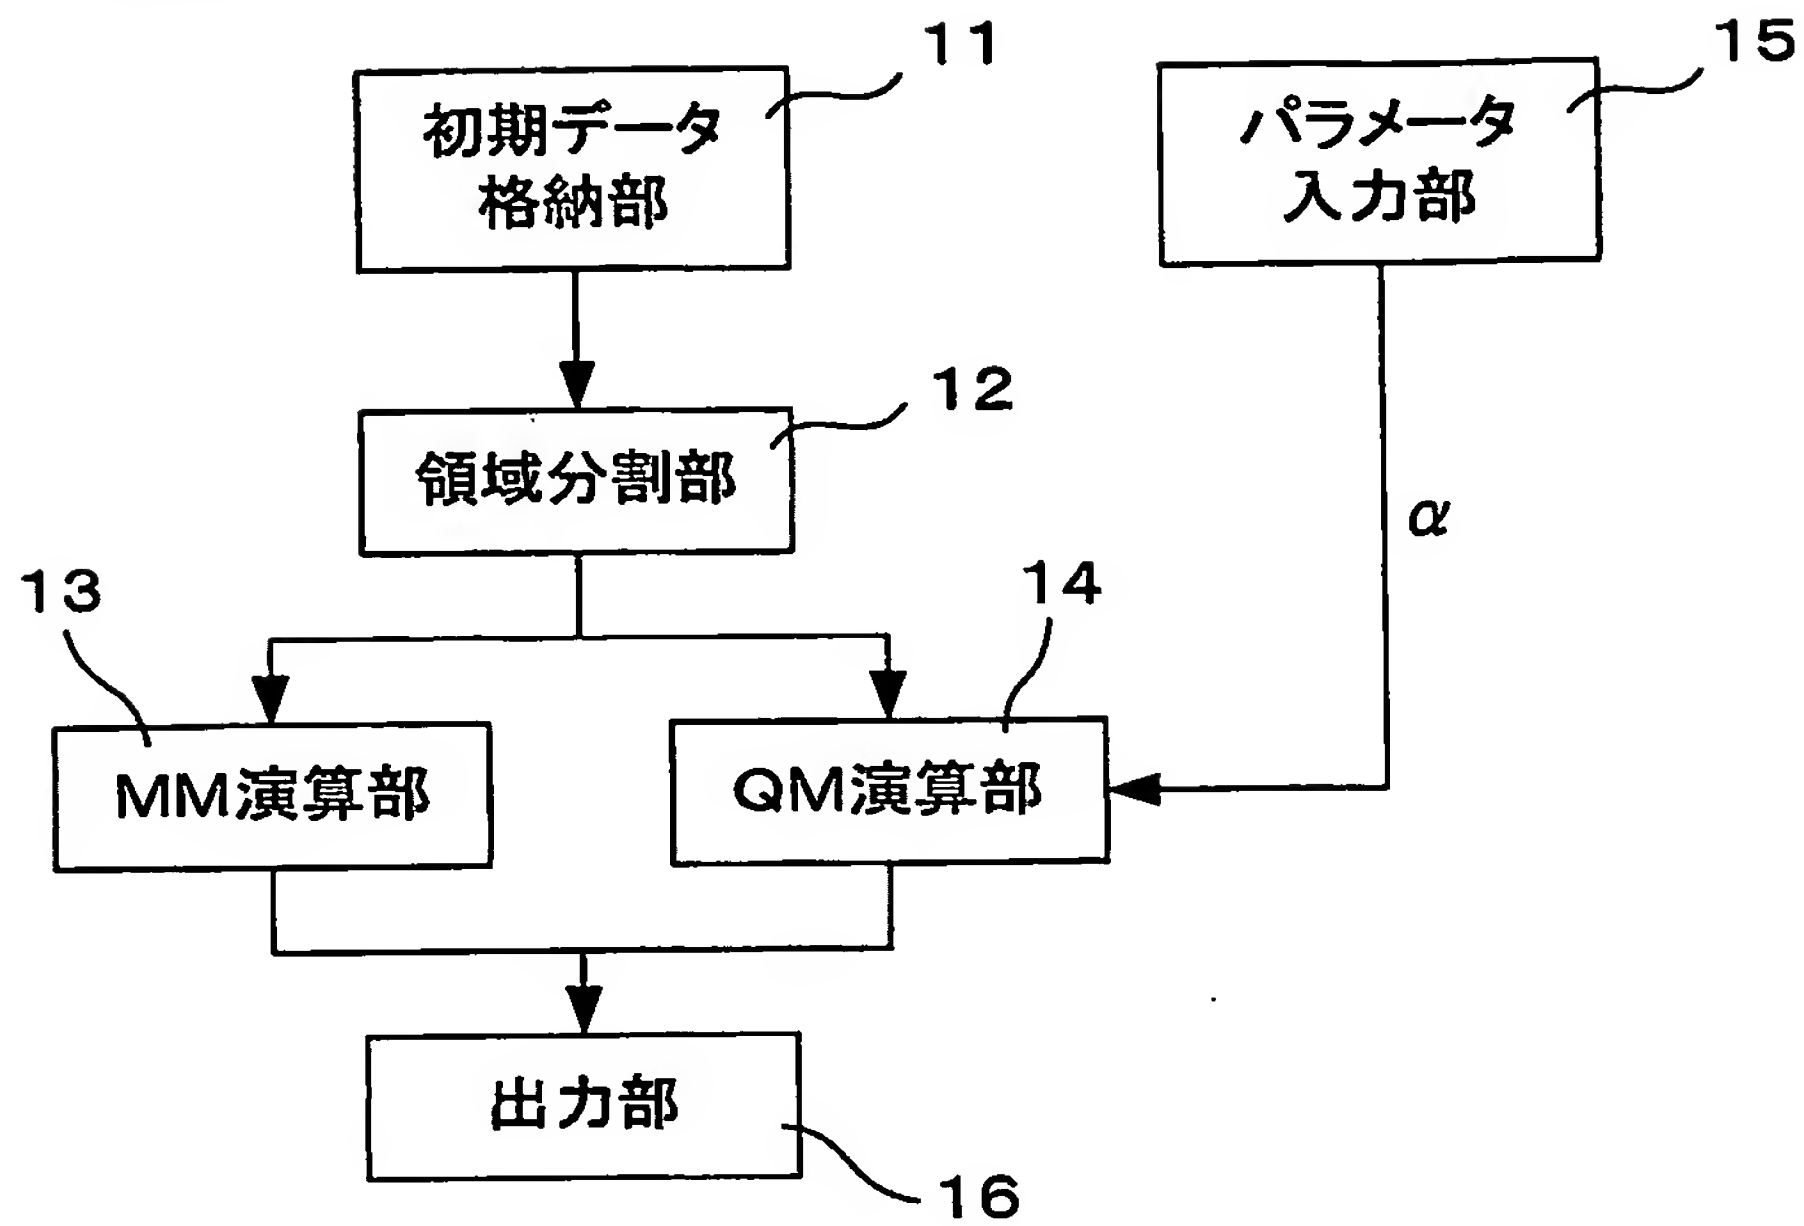 11
初期データ
格納部
15
パラメータ
入力部
12
領域分割部
α
13
MM演算部
14
QM演算部
出力部
16